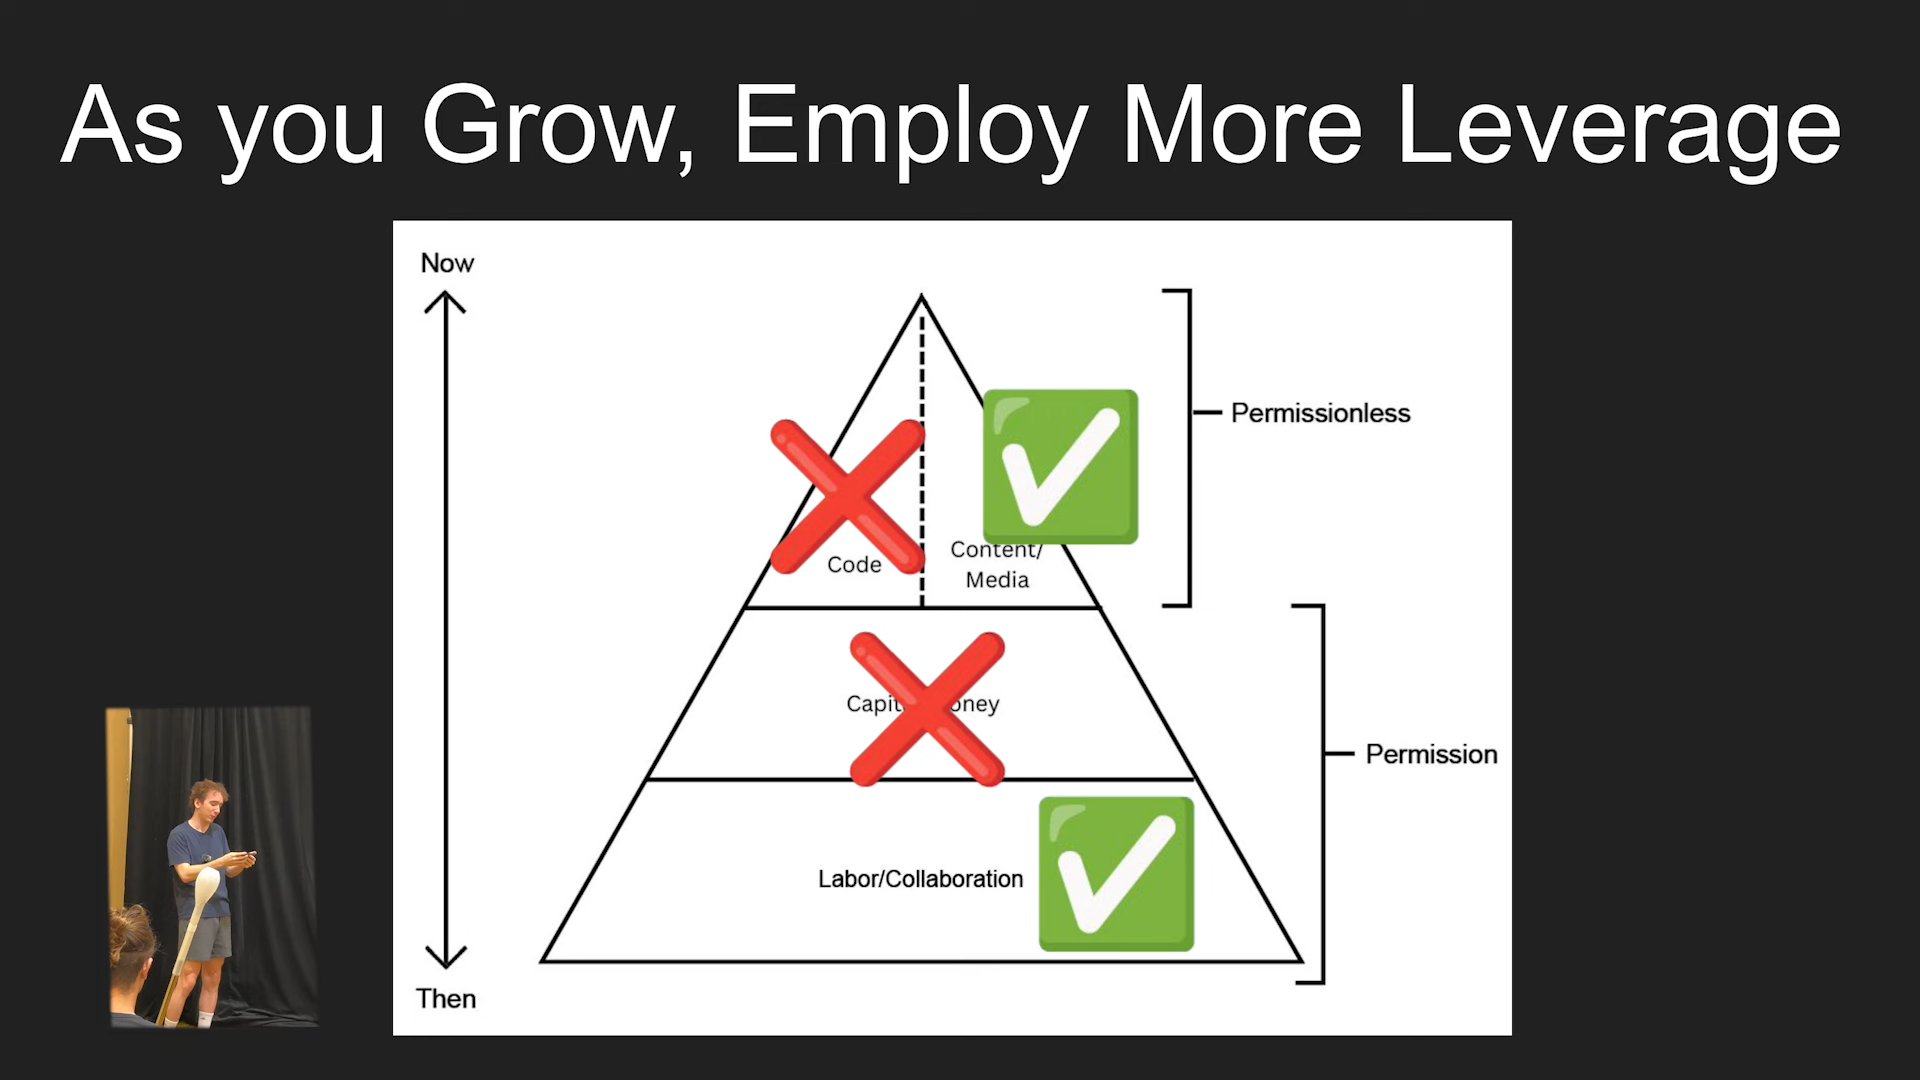 As you Grow, Employ More Leverage
Now
Permissionless
Code
Content/
Media
Permission
Labor/Collaboration
Then